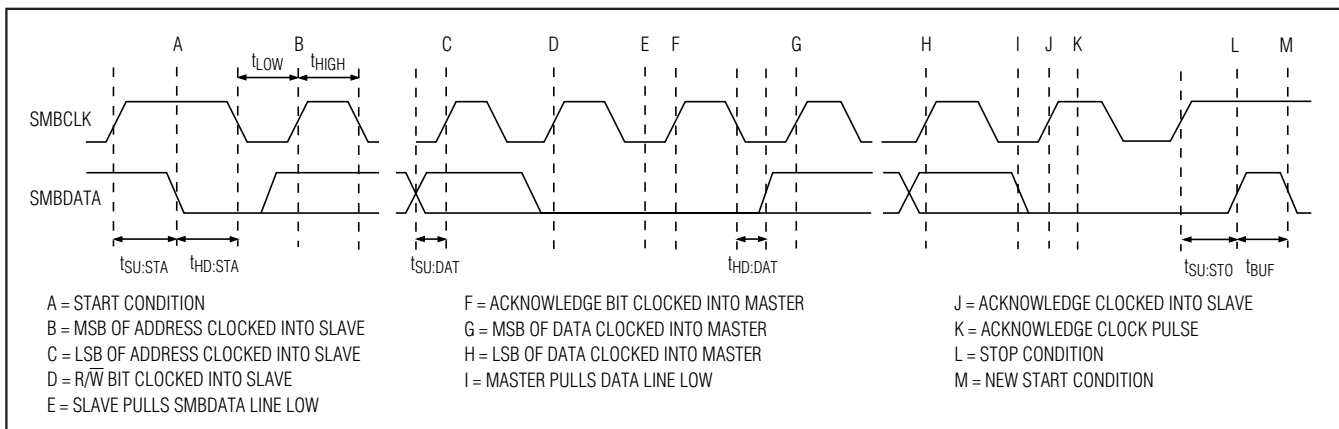 A B C D E F G H I J K L M
tLOW tHIGH
SMBCLK
SMBDATA
tSU:STA tHD:STA tSU:DAT tHD:DAT tSU:STO tBUF
A = START CONDITION
B = MSB OF ADDRESS CLOCKED INTO SLAVE
C = LSB OF ADDRESS CLOCKED INTO SLAVE
D = R/W̅ BIT CLOCKED INTO SLAVE
E = SLAVE PULLS SMBDATA LINE LOW
F = ACKNOWLEDGE BIT CLOCKED INTO MASTER
G = MSB OF DATA CLOCKED INTO MASTER
H = LSB OF DATA CLOCKED INTO MASTER
I = MASTER PULLS DATA LINE LOW
J = ACKNOWLEDGE CLOCKED INTO SLAVE
K = ACKNOWLEDGE CLOCK PULSE
L = STOP CONDITION
M = NEW START CONDITION